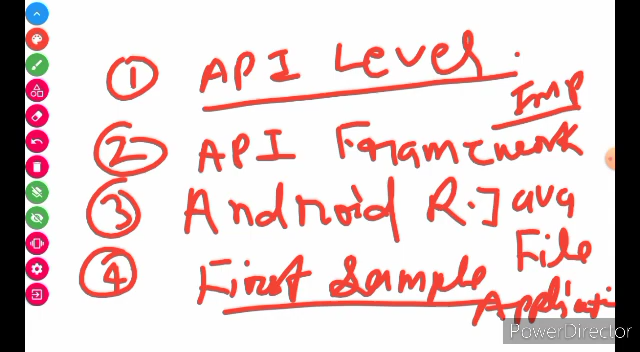 ① API Level.
Imp
② API Framework
③ Android R.Java
File
④ First Sample
Applicati
PowerDirector